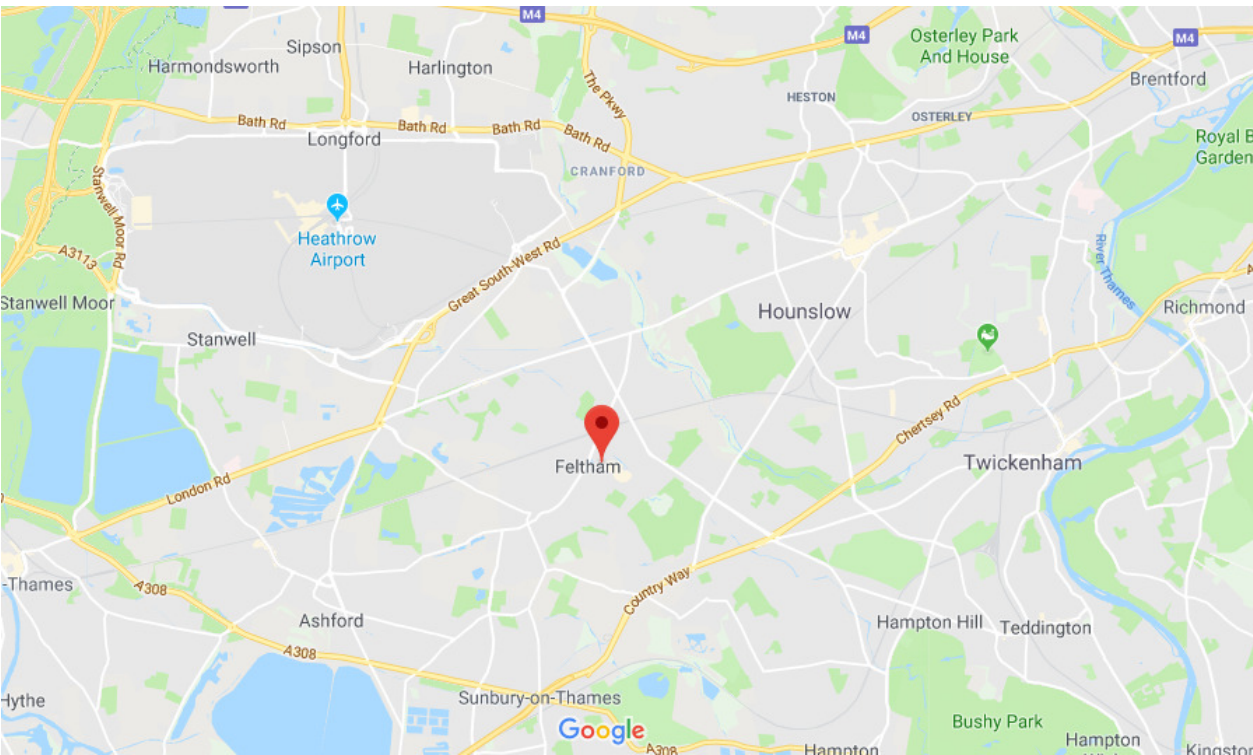 M4
Sipson
Harmondsworth
Harlington
M4
Osterley Park
And House
M4
Brentford
The Pkwy
HESTON
OSTERLEY
Bath Rd
Bath Rd
Bath Rd
Bath Rd
Longford
Royal B
Garden
CRANFORD
Stanwell Moor Rd
Heathrow
Airport
A3113
Great South-West Rd
River Thames
Stanwell Moor
Hounslow
Richmond
Stanwell
Chertsey Rd
Feltham
Twickenham
London Rd
-Thames
A308
Country Way
Ashford
Hampton Hill
Teddington
A308
Hythe
Sunbury-on-Thames
Google
Bushy Park
A308
Hampton
Hampton
Kingsto